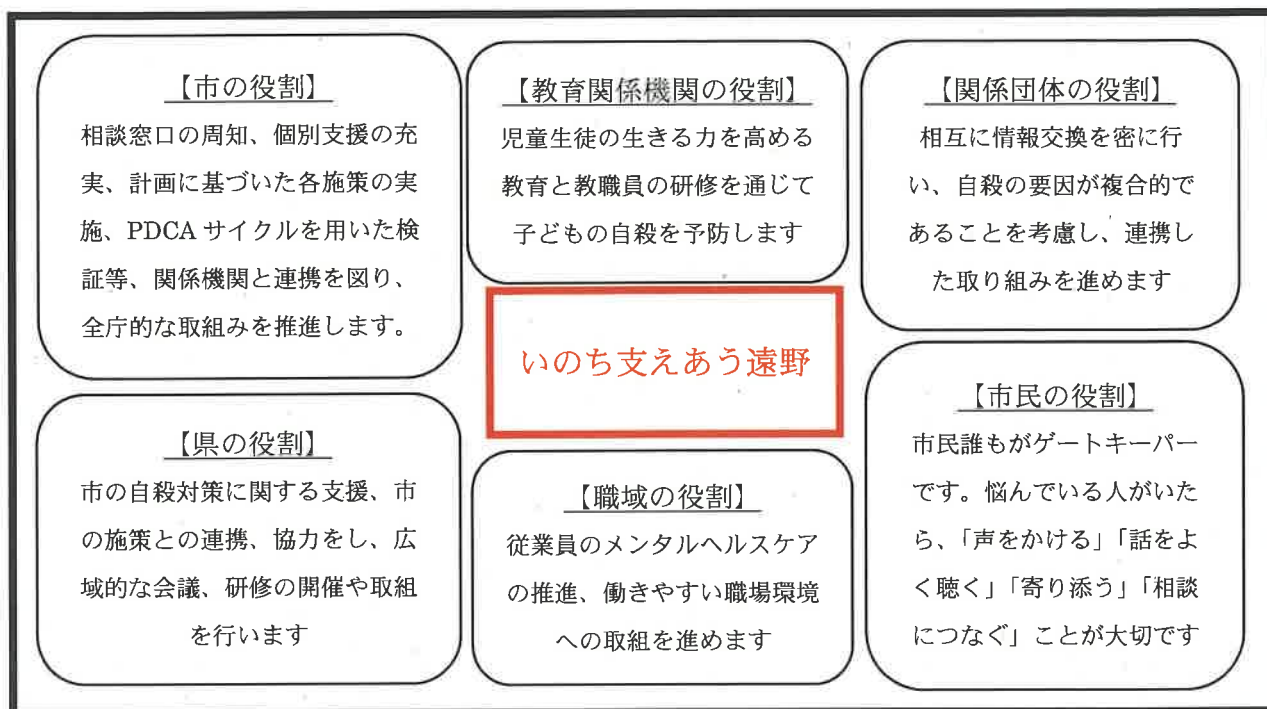 【市の役割】
相談窓口の周知、個別支援の充
実、計画に基づいた各施策の実
施、PDCAサイクルを用いた検
証等、関係機関と連携を図り、
全庁的な取組みを推進します。
【教育関係機関の役割】
児童生徒の生きる力を高める
教育と教職員の研修を通じて
子どもの自殺を予防します
【関係団体の役割】
相互に情報交換を密に行
い、自殺の要因が複合的で
あることを考慮し、連携し
た取り組みを進めます
いのち支えあう遠野
【県の役割】
市の自殺対策に関する支援、市
の施策との連携、協力をし、広
域的な会議、研修の開催や取組
を行います
【職域の役割】
従業員のメンタルヘルスケア
の推進、働きやすい職場環境
への取組を進めます
【市民の役割】
市民誰もがゲートキーパー
です。悩んでいる人がいた
ら、「声をかける」「話をよ
く聴く」「寄り添う」「相談
につなぐ」ことが大切です